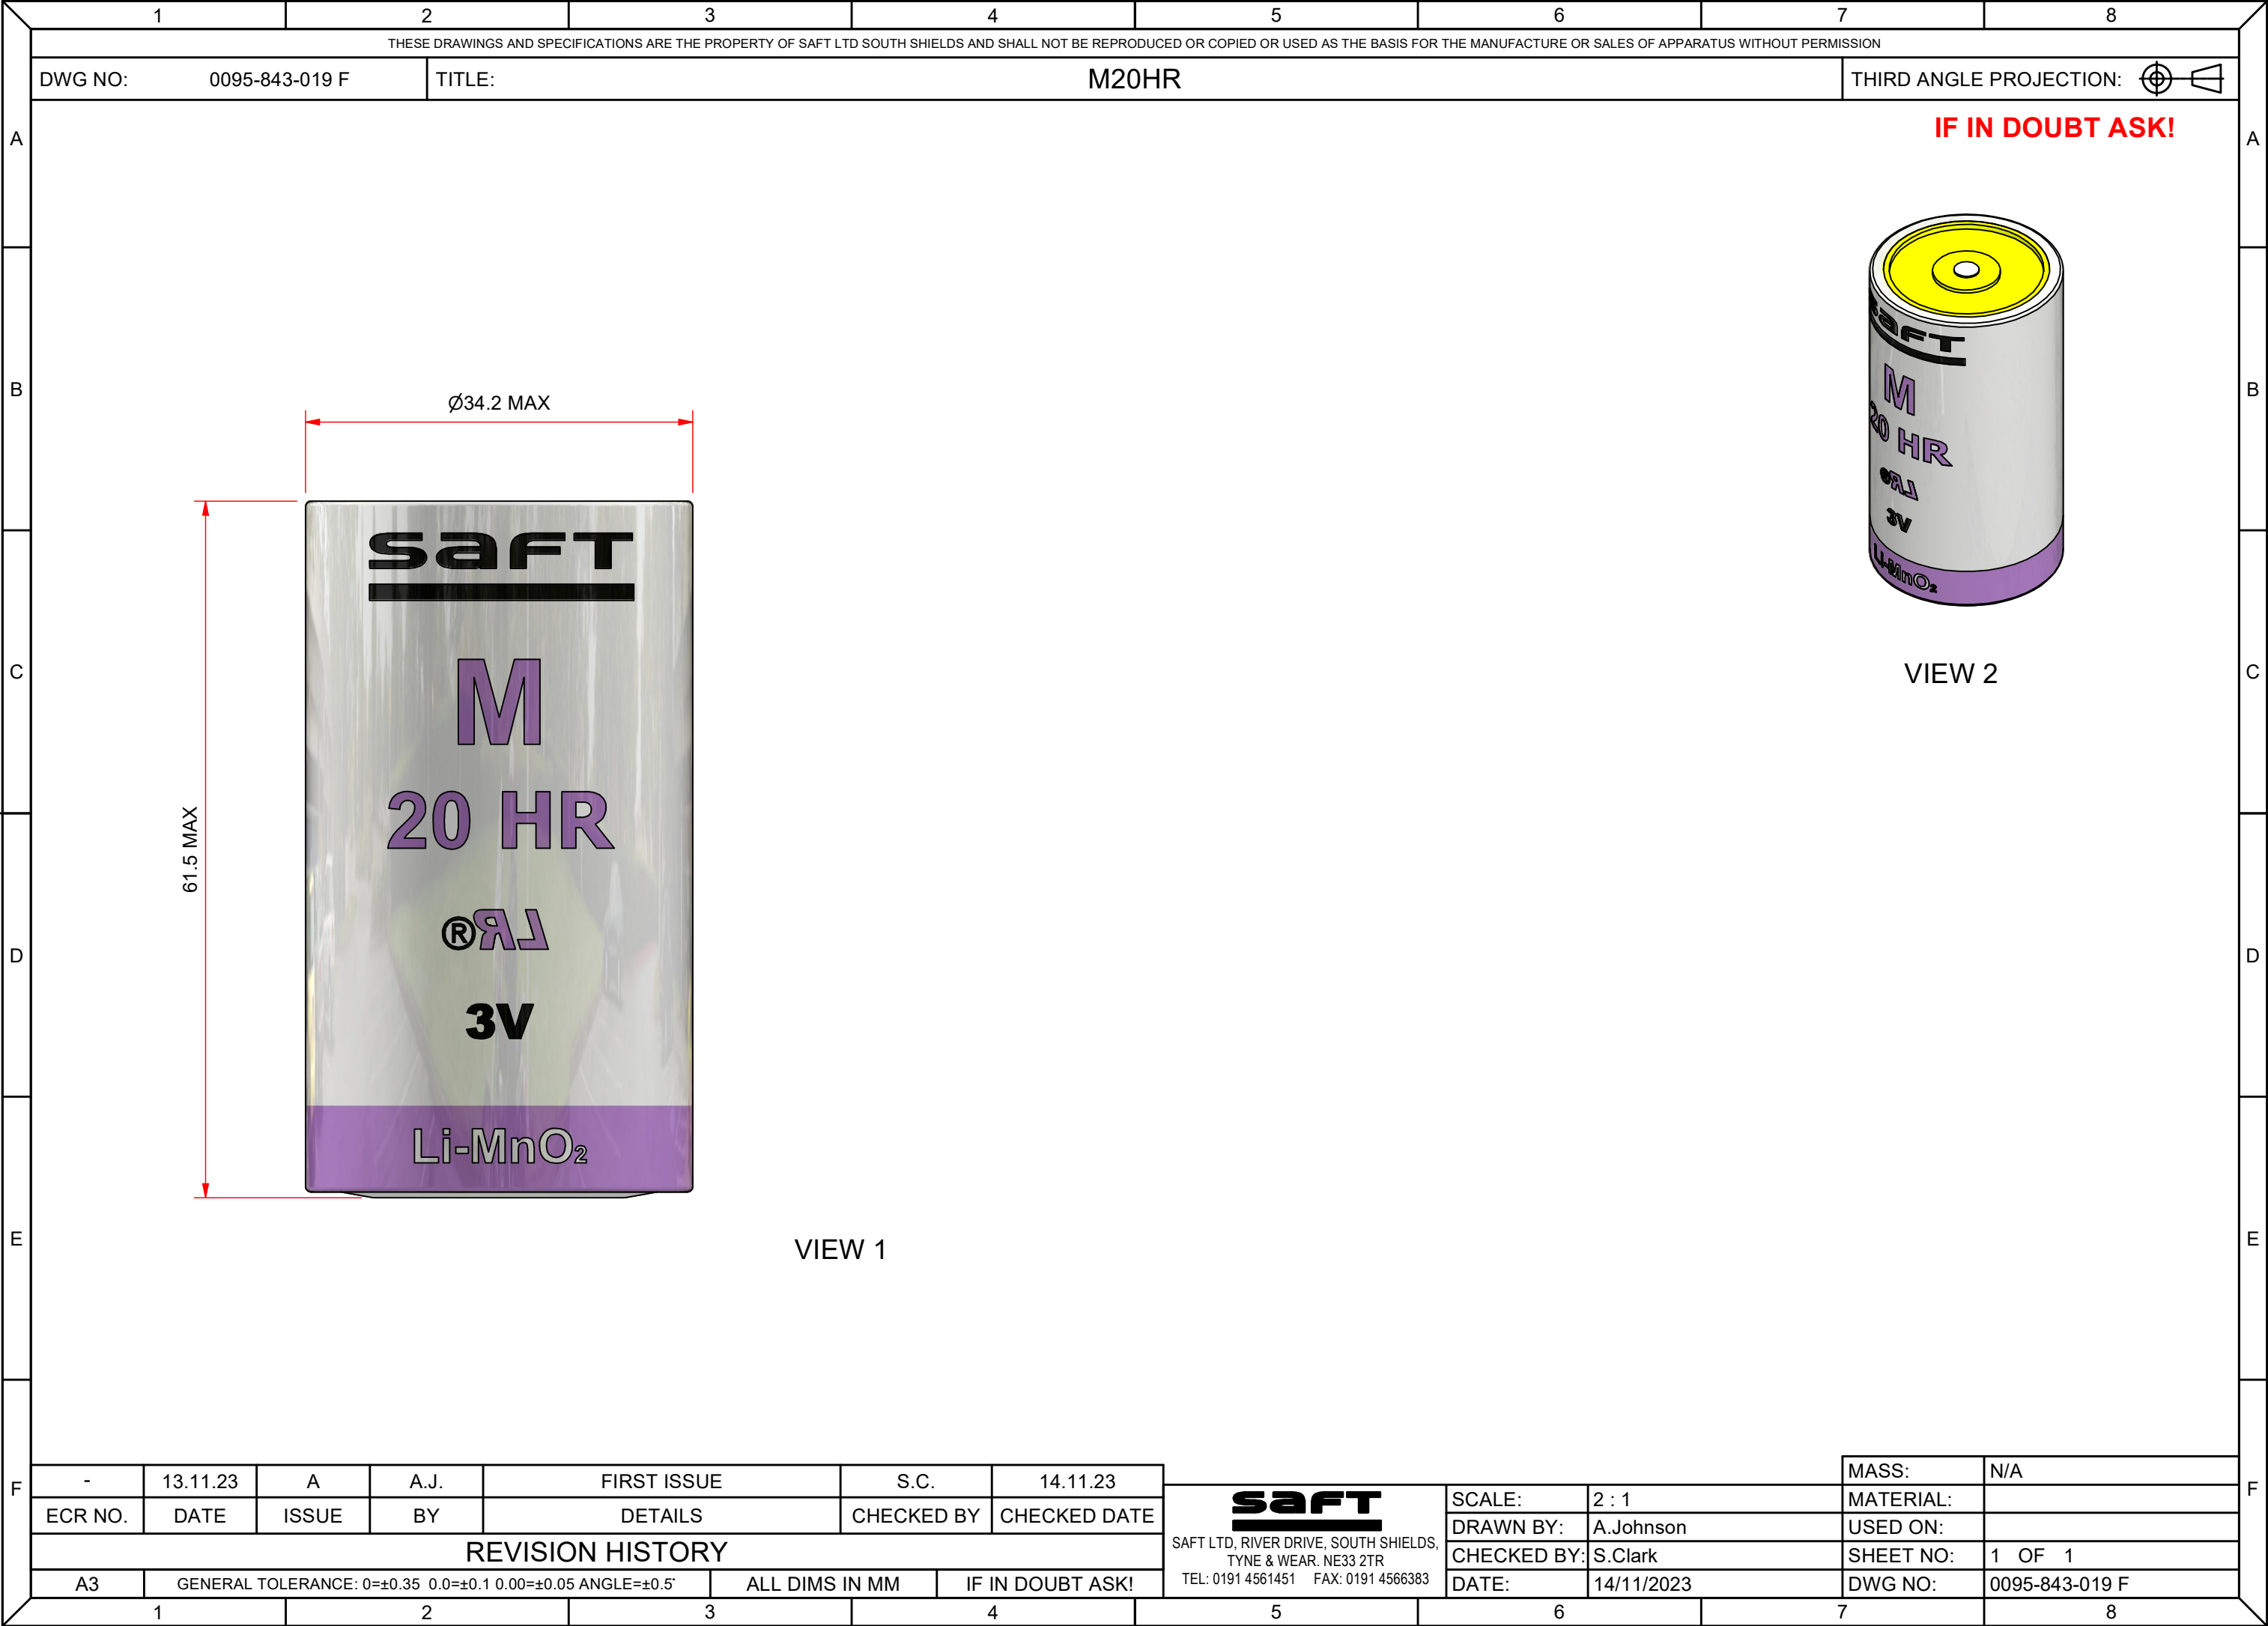 1 2 3 4 5 6 7 8
THESE DRAWINGS AND SPECIFICATIONS ARE THE PROPERTY OF SAFT LTD SOUTH SHIELDS AND SHALL NOT BE REPRODUCED OR COPIED OR USED AS THE BASIS FOR THE MANUFACTURE OR SALES OF APPARATUS WITHOUT PERMISSION
DWG NO: 0095-843-019 F TITLE: M20HR THIRD ANGLE PROJECTION:
IF IN DOUBT ASK!
A A
B B
C C
D D
E E
F F
Ø34.2 MAX
61.5 MAX
saFT
M
20 HR
®LR
3V
Li-MnO₂
VIEW 1
saFT
M
20 HR
®LR
3V
Li-MnO₂
VIEW 2
- 13.11.23 A A.J. FIRST ISSUE S.C. 14.11.23
ECR NO. DATE ISSUE BY DETAILS CHECKED BY CHECKED DATE
REVISION HISTORY
A3 GENERAL TOLERANCE: 0=±0.35 0.0=±0.1 0.00=±0.05 ANGLE=±0.5° ALL DIMS IN MM IF IN DOUBT ASK!
saFT
SAFT LTD, RIVER DRIVE, SOUTH SHIELDS,
TYNE & WEAR. NE33 2TR
TEL: 0191 4561451 FAX: 0191 4566383
SCALE: 2 : 1
DRAWN BY: A.Johnson
CHECKED BY: S.Clark
DATE: 14/11/2023
MASS: N/A
MATERIAL:
USED ON:
SHEET NO: 1 OF 1
DWG NO: 0095-843-019 F
1 2 3 4 5 6 7 8